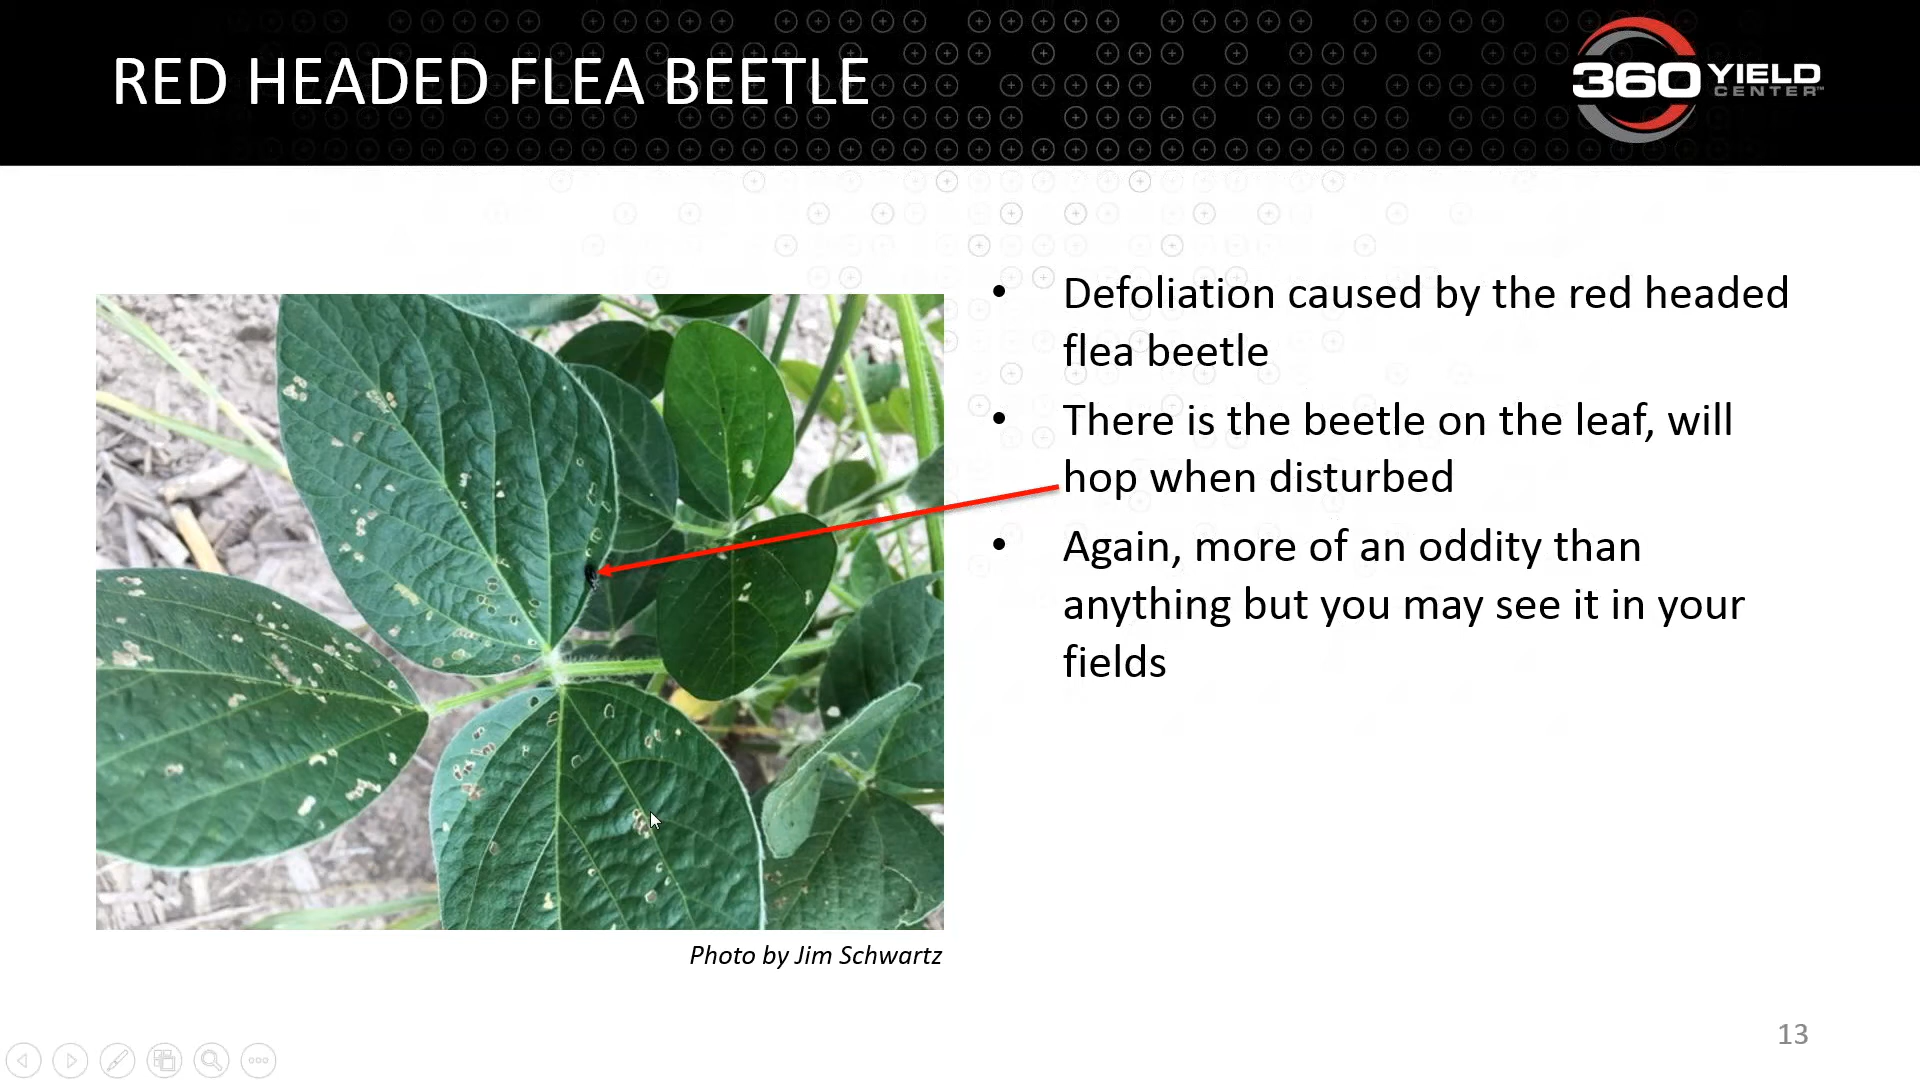 RED HEADED FLEA BEETLE
360 YIELD
CENTER™
• Defoliation caused by the red headed
flea beetle
• There is the beetle on the leaf, will
hop when disturbed
• Again, more of an oddity than
anything but you may see it in your
fields
Photo by Jim Schwartz
13